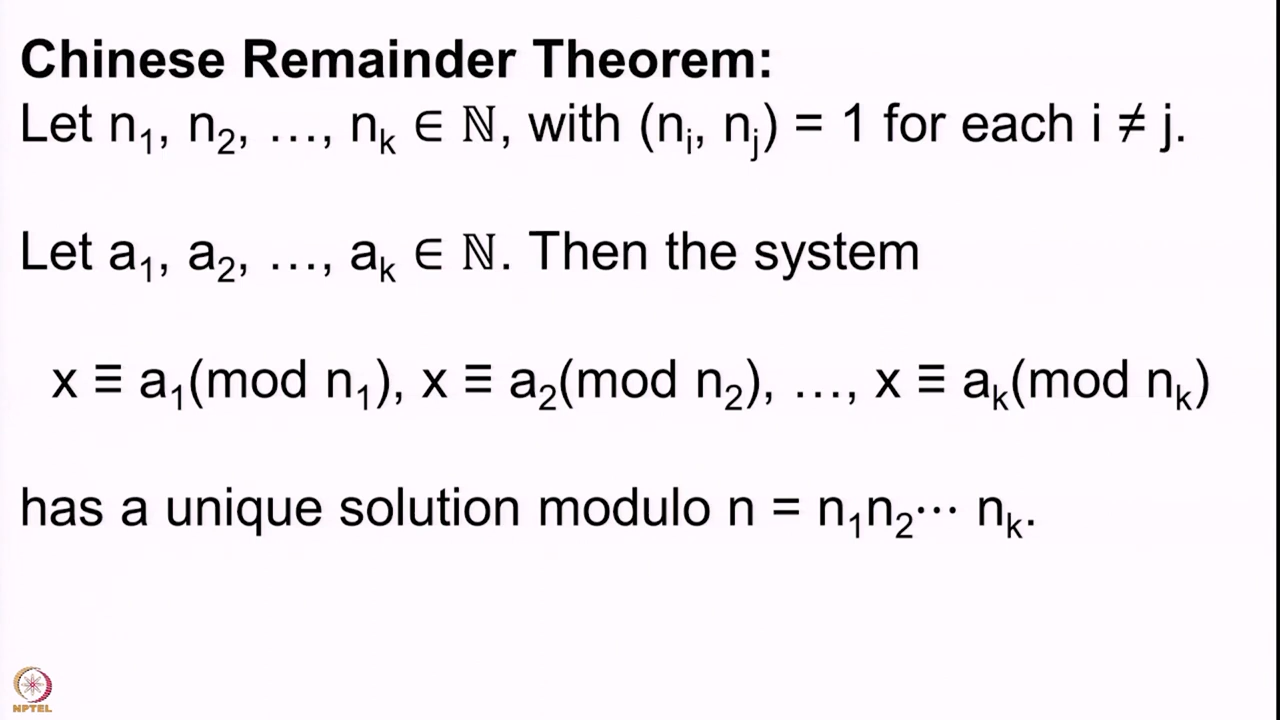 Chinese Remainder Theorem:
Let n₁, n₂, …, nₖ ∈ ℕ, with (nᵢ, nⱼ) = 1 for each i ≠ j.
Let a₁, a₂, …, aₖ ∈ ℕ. Then the system
x ≡ a₁(mod n₁), x ≡ a₂(mod n₂), …, x ≡ aₖ(mod nₖ)
has a unique solution modulo n = n₁n₂⋯ nₖ.
NPTEL